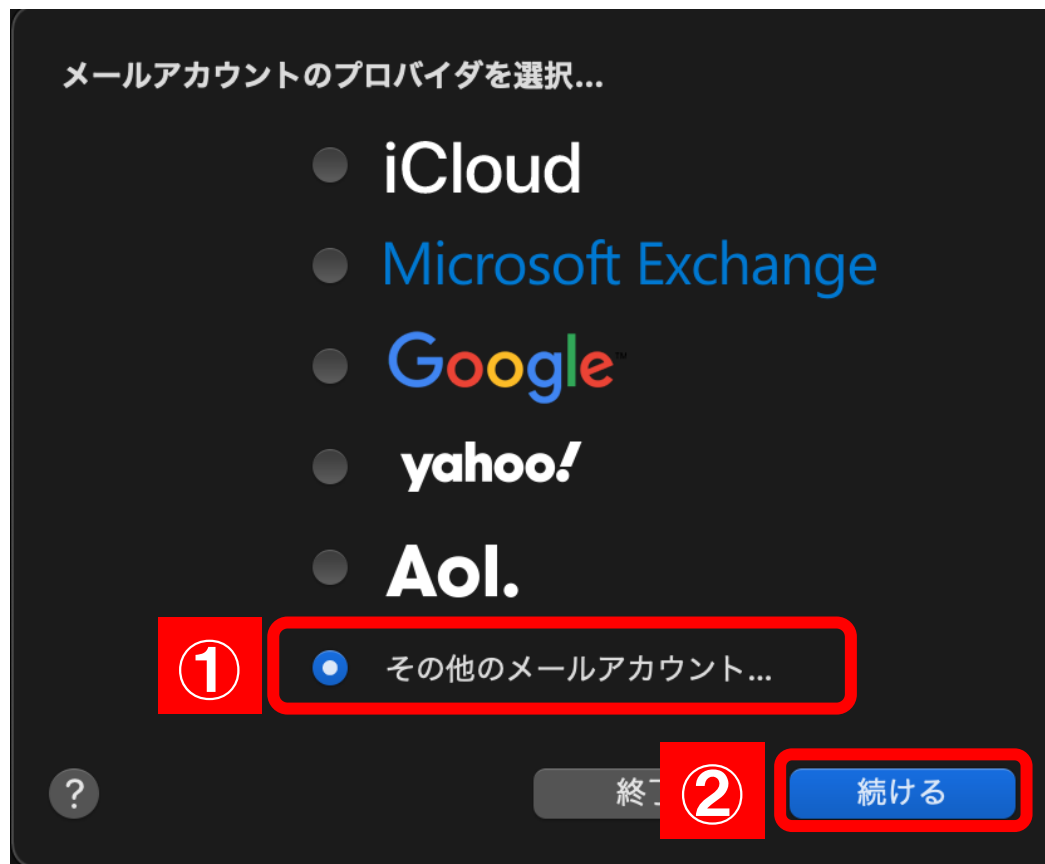 メールアカウントのプロバイダを選択...
iCloud
Microsoft Exchange
Google™
yahoo!
Aol.
① その他のメールアカウント...
? 終 ② 続ける